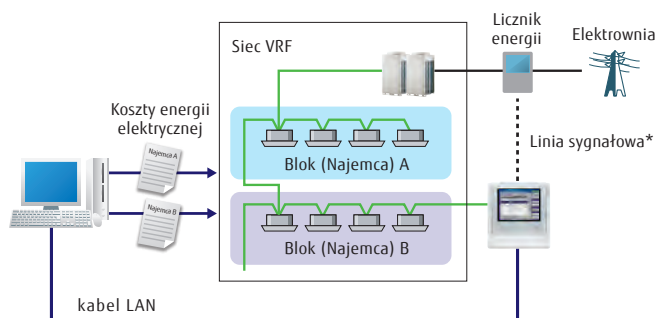 Siec VRF
Licznik
energii
Elektrownia
Koszty energii
elektrycznej
Najemca A
Blok (Najemca) A
Linia sygnałowa*
Najemca B
Blok (Najemca) B
kabel LAN